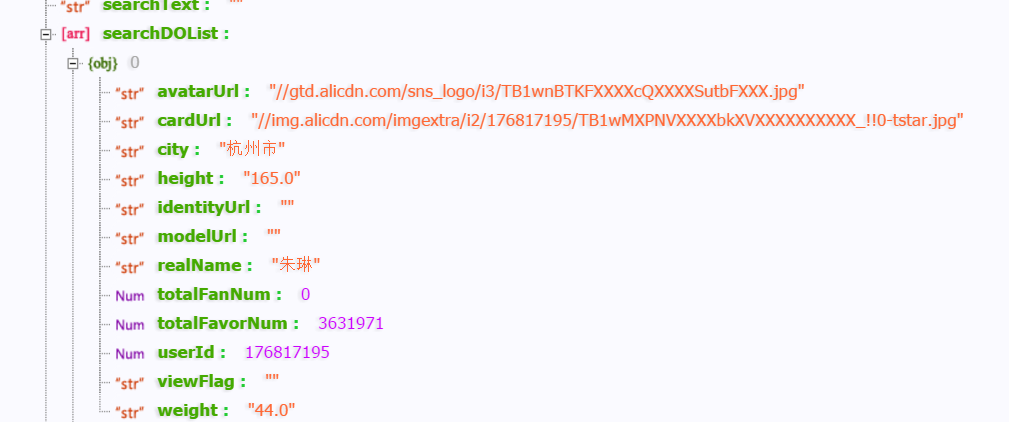 "str" searchText : ""
[arr] searchDOList :
{obj} 0
"str" avatarUrl : "//gtd.alicdn.com/sns_logo/i3/TB1wnBTKFXXXXcQXXXXSutbFXXX.jpg"
"str" cardUrl : "//img.alicdn.com/imgextra/i2/176817195/TB1wMXPNVXXXXbkXVXXXXXXXXXX_!!0-tstar.jpg"
"str" city : "杭州市"
"str" height : "165.0"
"str" identityUrl : ""
"str" modelUrl : ""
"str" realName : "朱琳"
Num totalFanNum : 0
Num totalFavorNum : 3631971
Num userId : 176817195
"str" viewFlag : ""
"str" weight : "44.0"